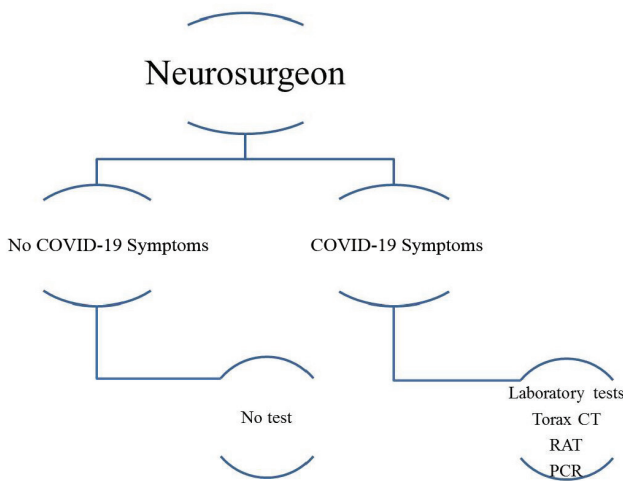 Neurosurgeon
No COVID-19 Symptoms
COVID-19 Symptoms
No test
Laboratory tests
Torax CT
RAT
PCR